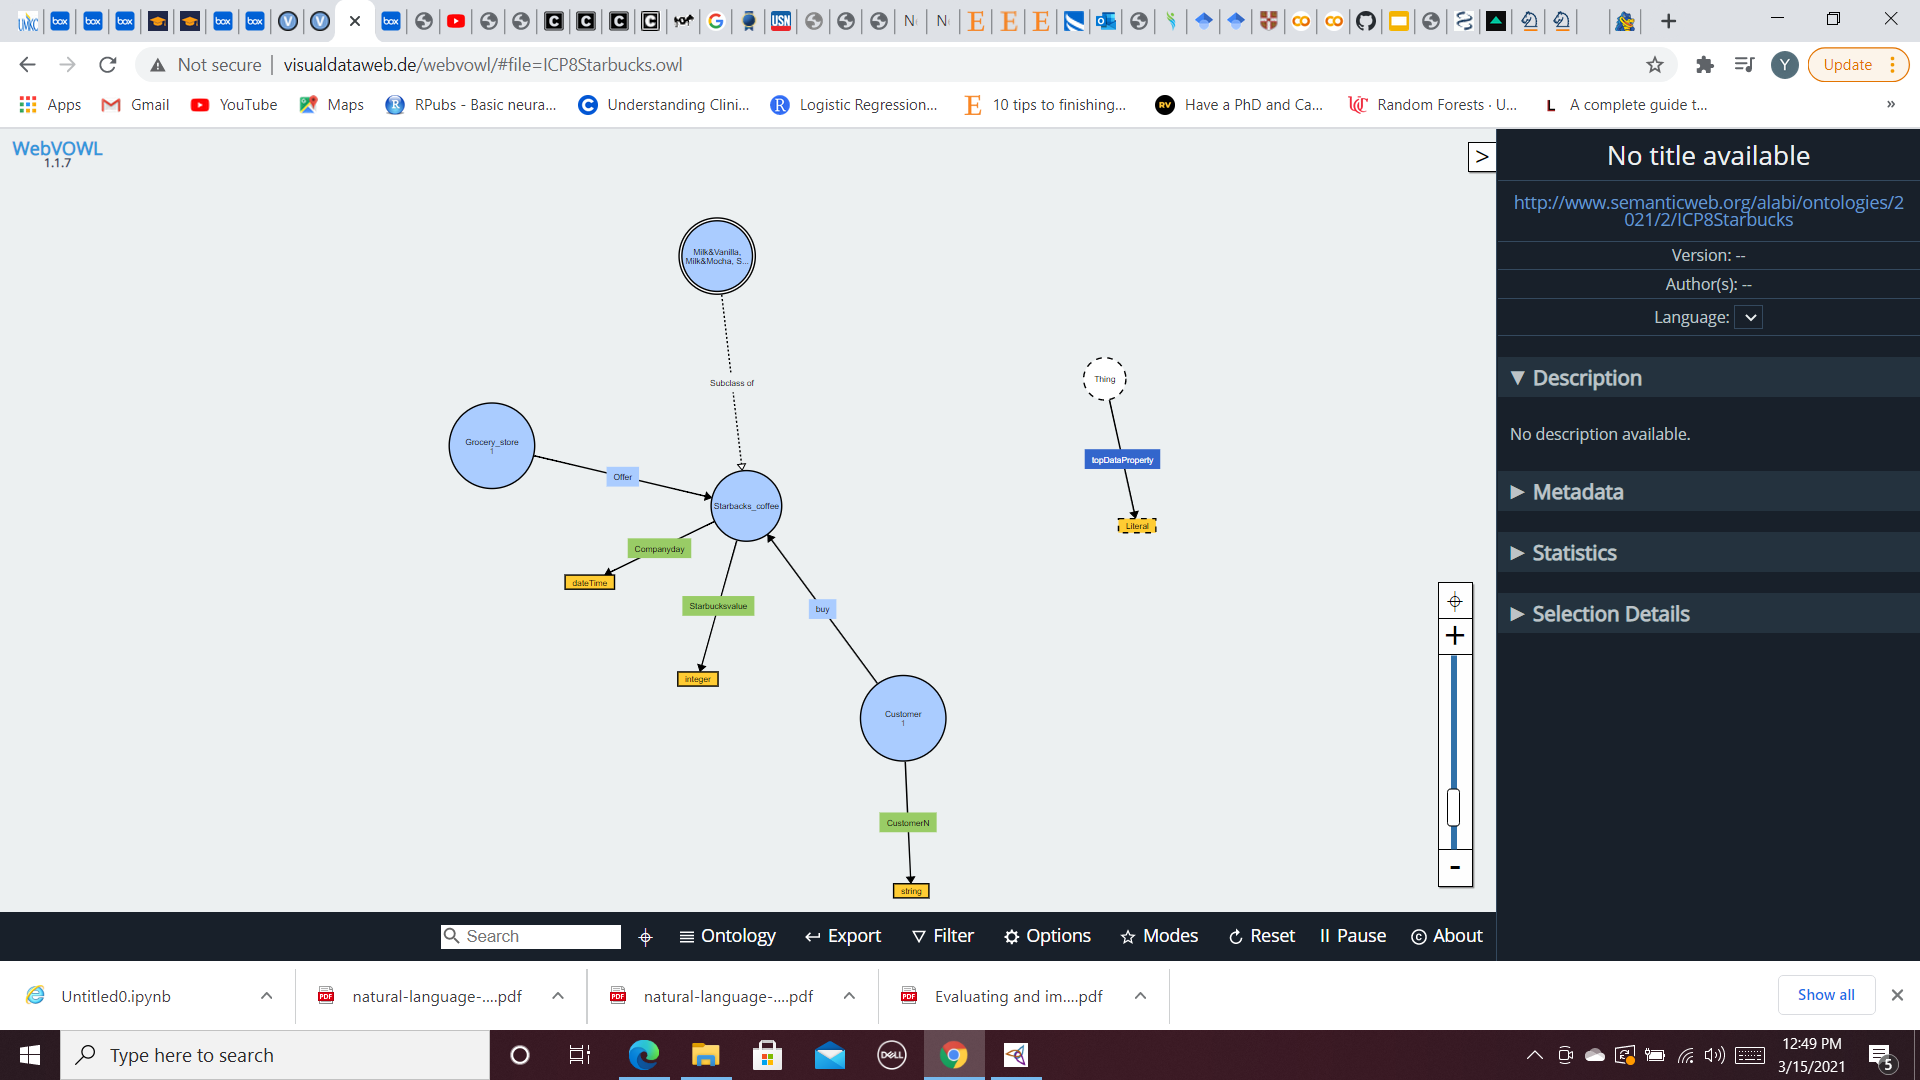 Not secure | visualdataweb.de/webvowl/#file=ICP8Starbucks.owl
Y
Update
Apps
Gmail
YouTube
Maps
RPubs - Basic neura...
Understanding Clini...
Logistic Regression...
10 tips to finishing...
Have a PhD and Ca...
Random Forests · U...
A complete guide t...
»
WebVOWL
1.1.7
>
No title available
http://www.semanticweb.org/alabi/ontologies/2
021/2/ICP8Starbucks
Version: --
Author(s): --
Language:
Description
No description available.
Metadata
Statistics
Selection Details
Milk&Vanilla,
Milk&Mocha, S...
Subclass of
Thing
topDataProperty
Literal
Grocery_store
1
Offer
Starbacks_coffee
Companyday
dateTime
Starbucksvalue
integer
buy
Customer
1
CustomerN
string
+
-
Search
Ontology
Export
Filter
Options
Modes
Reset
Pause
About
Untitled0.ipynb
natural-language-....pdf
natural-language-....pdf
Evaluating and im....pdf
Show all
Type here to search
DELL
12:49 PM
3/15/2021
5